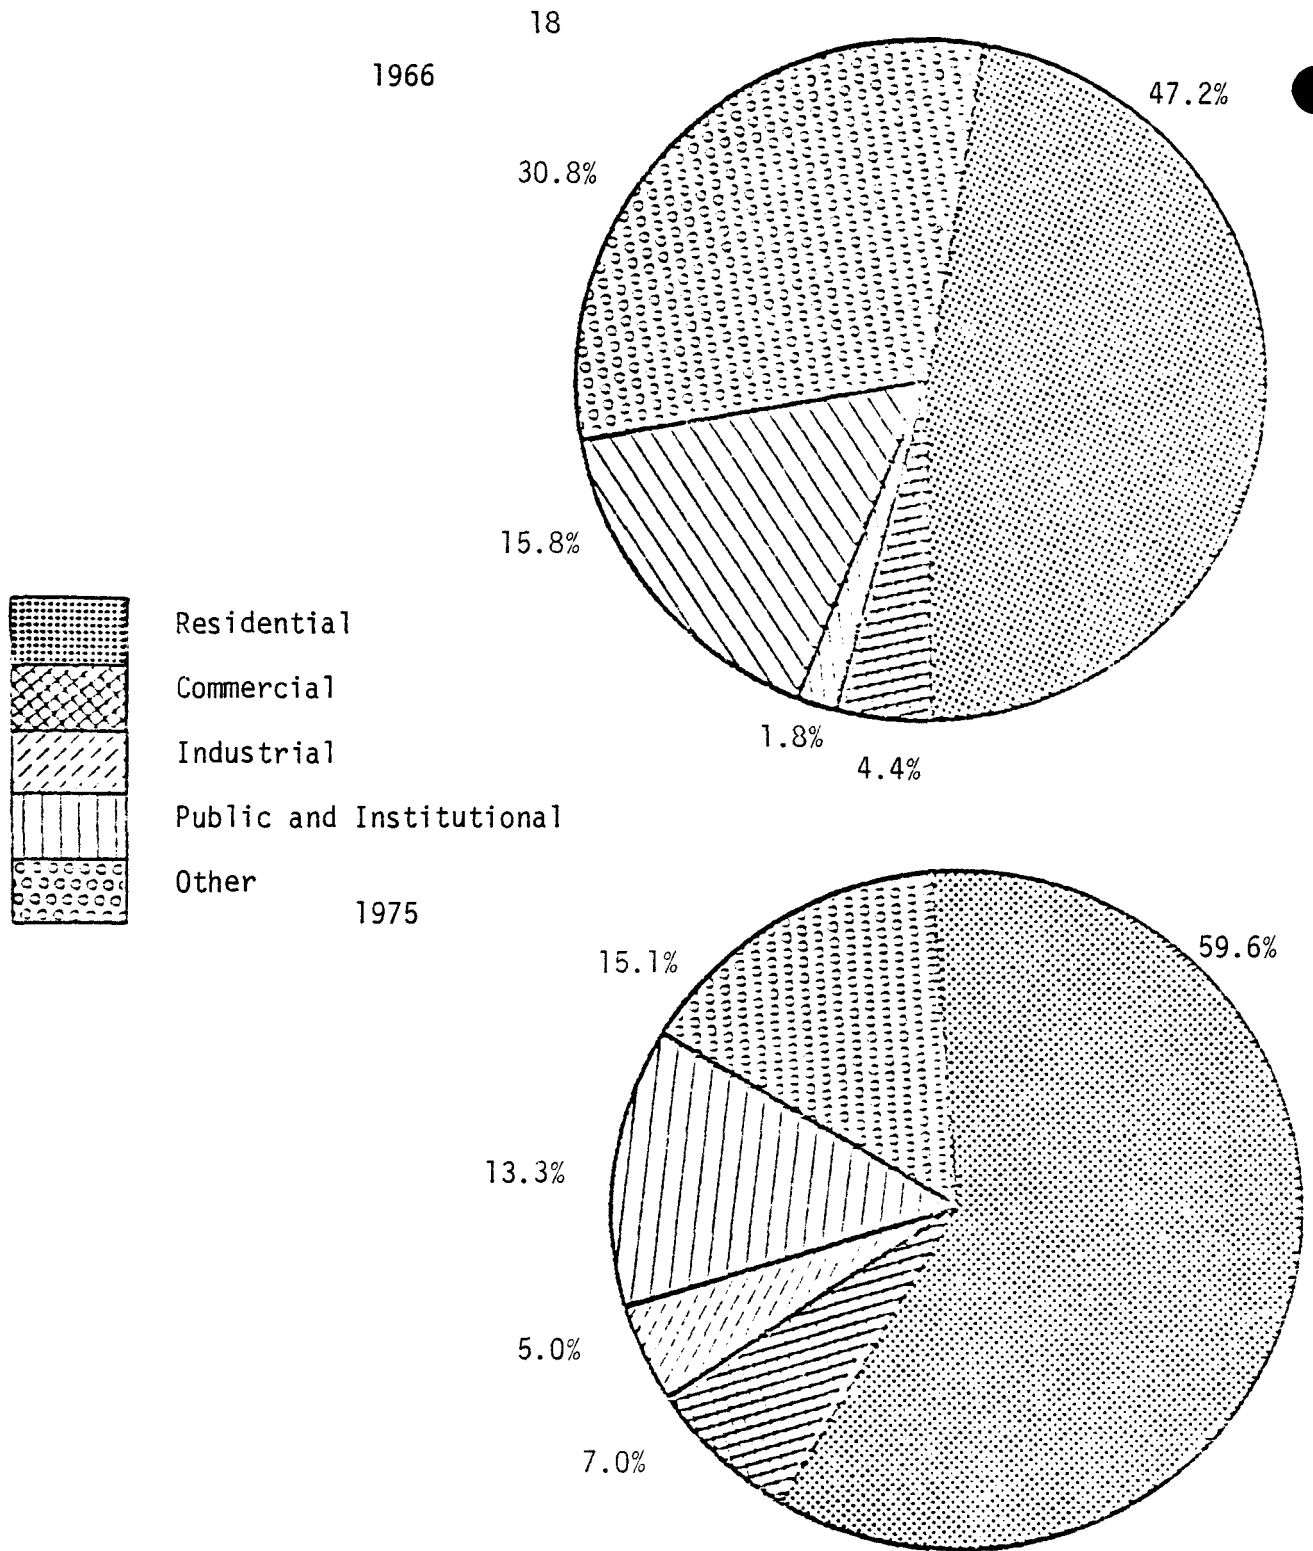 18
1966
47.2%
30.8%
15.8%
1.8%
4.4%
Residential
Commercial
Industrial
Public and Institutional
Other
1975
15.1%
59.6%
13.3%
5.0%
7.0%